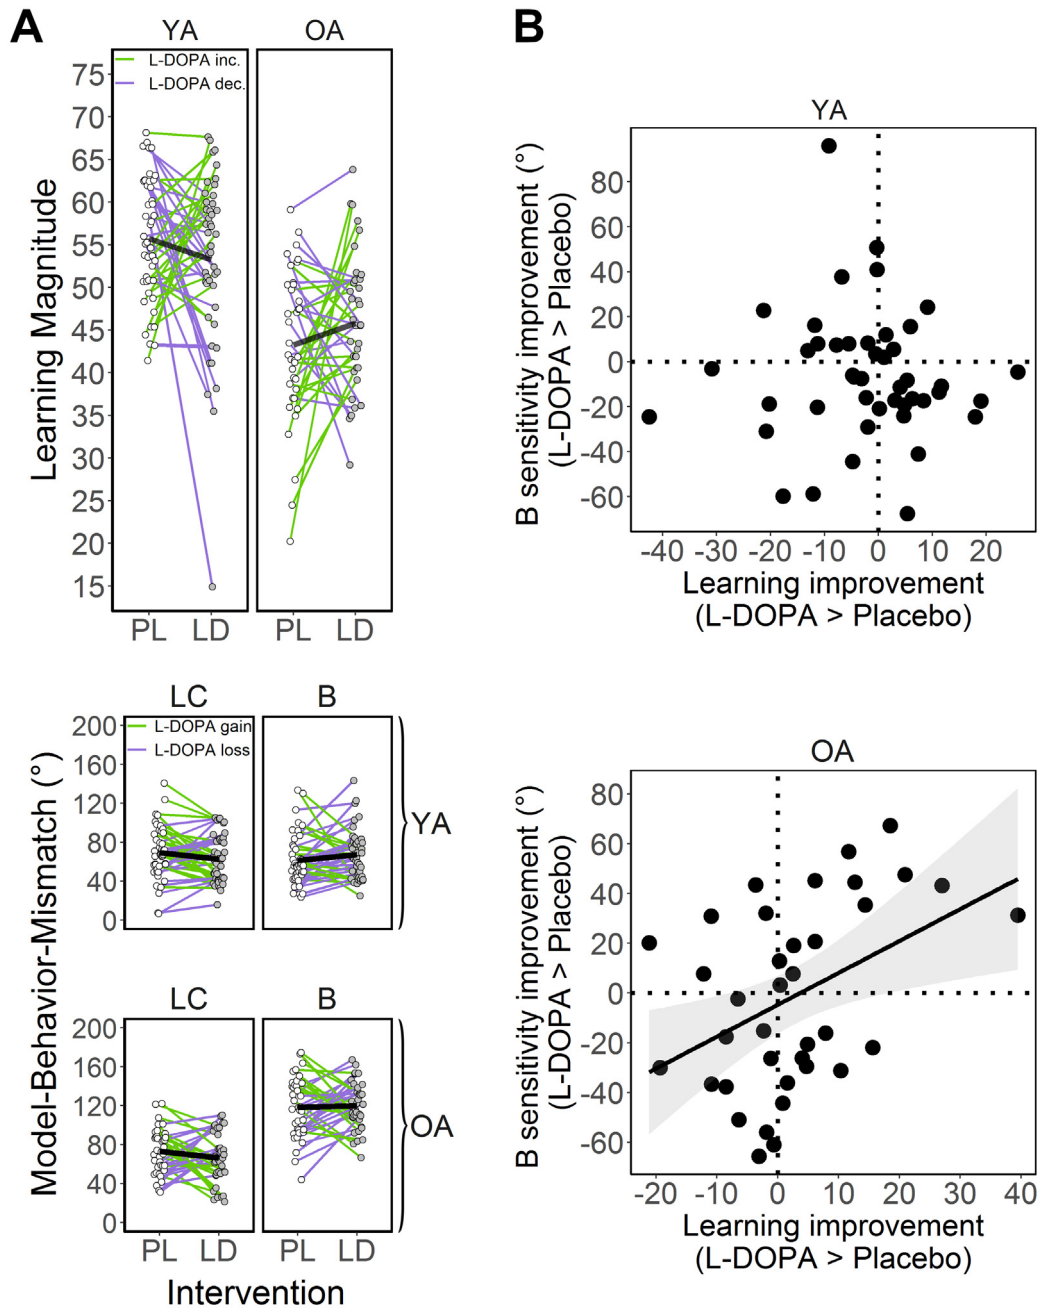 A
YA
OA
L-DOPA inc.
L-DOPA dec.
Learning Magnitude
75
70
65
60
55
50
45
40
35
30
25
20
15
PL LD
PL LD
LC
B
L-DOPA gain
L-DOPA loss
200
160
120
80
40
0
YA
Model-Behavior-Mismatch (°)
LC
B
200
160
120
80
40
0
OA
PL LD
PL LD
Intervention
B
YA
B sensitivity improvement (°)
(L-DOPA > Placebo)
80
60
40
20
0
-20
-40
-60
-40 -30 -20 -10 0 10 20
Learning improvement
(L-DOPA > Placebo)
OA
B sensitivity improvement (°)
(L-DOPA > Placebo)
80
60
40
20
0
-20
-40
-60
-20 -10 0 10 20 30 40
Learning improvement
(L-DOPA > Placebo)